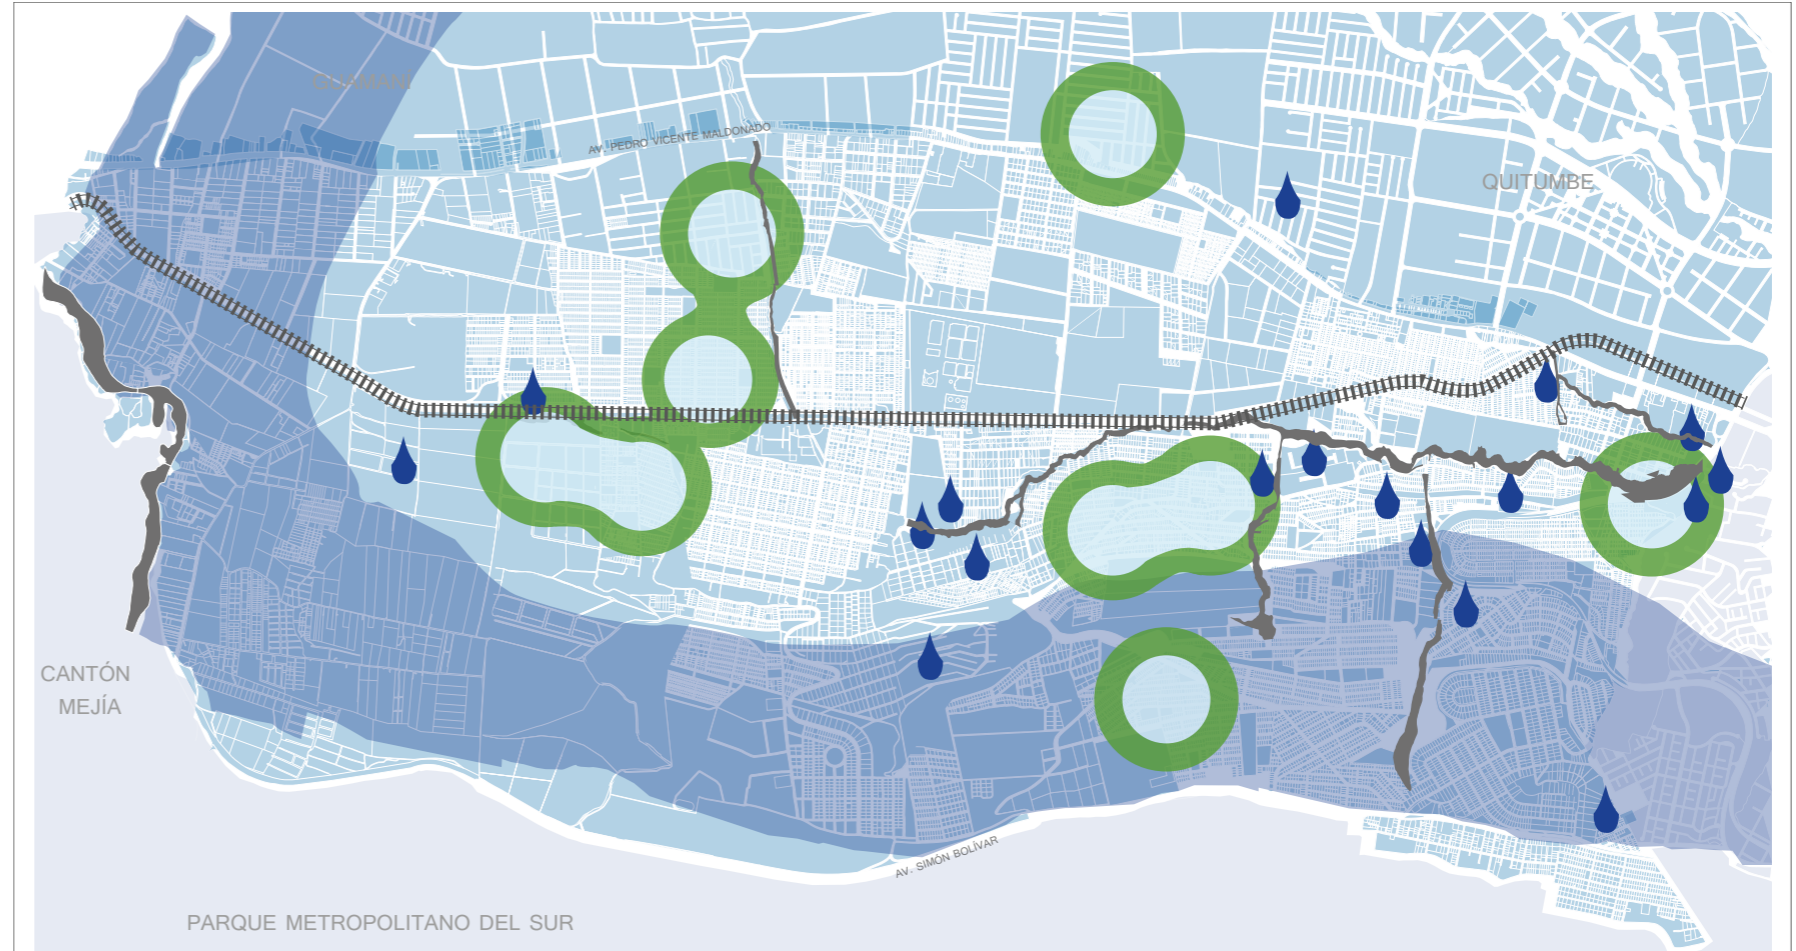 GUAMANÍ
AV. PEDRO VICENTE MALDONADO
QUITUMBE
CANTÓN
MEJÍA
AV. SIMÓN BOLÍVAR
PARQUE METROPOLITANO DEL SUR